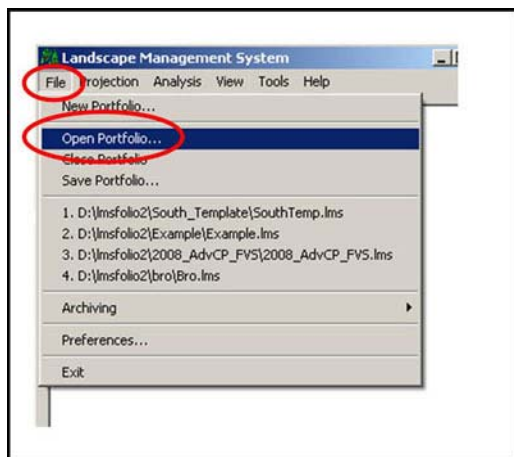 Landscape Management System
File Projection Analysis View Tools Help
New Portfolio...
Open Portfolio...
Close Portfolio
Save Portfolio...
1. D:\lmsfolio2\South_Template\SouthTemp.lms
2. D:\lmsfolio2\Example\Example.lms
3. D:\lmsfolio2\2008_AdvCP_FVS\2008_AdvCP_FVS.lms
4. D:\lmsfolio2\bro\Bro.lms
Archiving
Preferences...
Exit